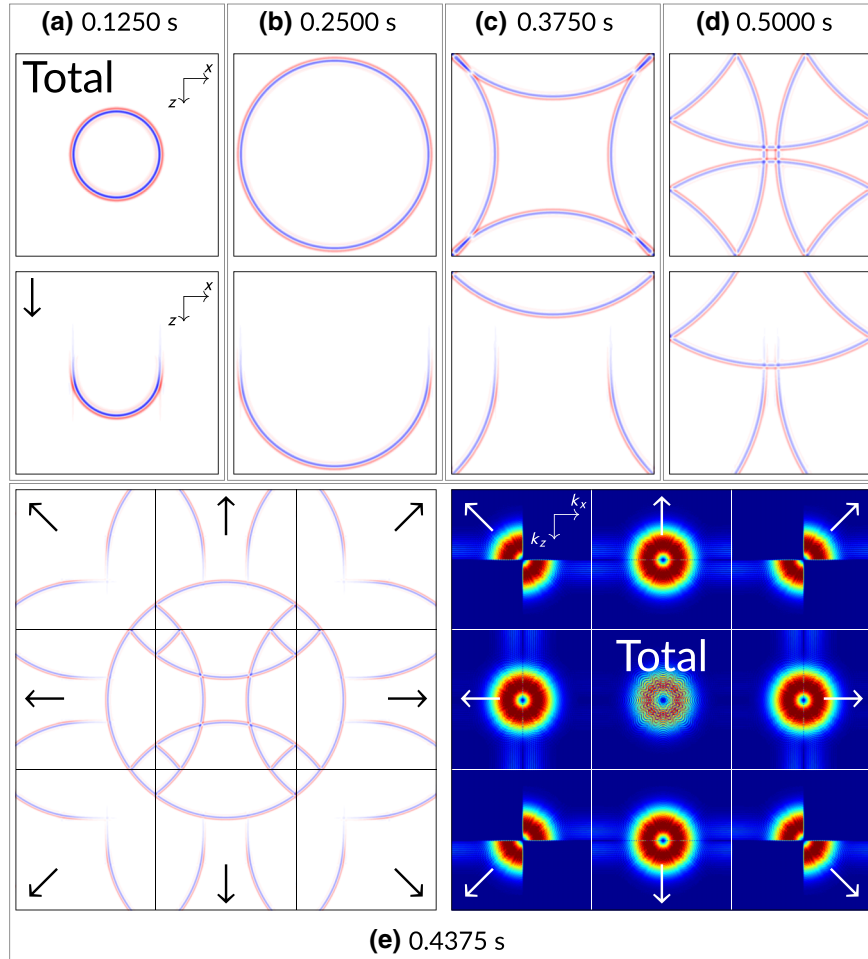 (a) 0.1250 s
(b) 0.2500 s
(c) 0.3750 s
(d) 0.5000 s
Total
x
z
x
z
k_x
k_z
Total
(e) 0.4375 s